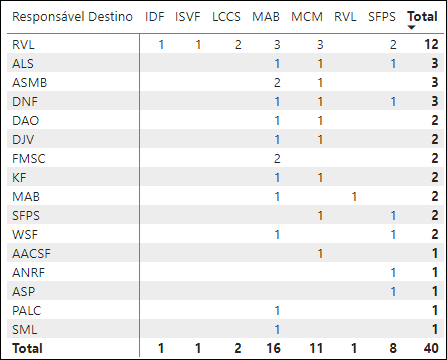 Responsável Destino IDF ISVF LCCS MAB MCM RVL SFPS Total
RVL 1 1 2 3 3 2 12
ALS 1 1 1 3
ASMB 2 1 3
DNF 1 1 1 3
DAO 1 1 2
DJV 1 1 2
FMSC 2 2
KF 1 1 2
MAB 1 1 2
SFPS 1 1 2
WSF 1 1 2
AACSF 1 1
ANRF 1 1
ASP 1 1
PALC 1 1
SML 1 1
Total 1 1 2 16 11 1 8 40